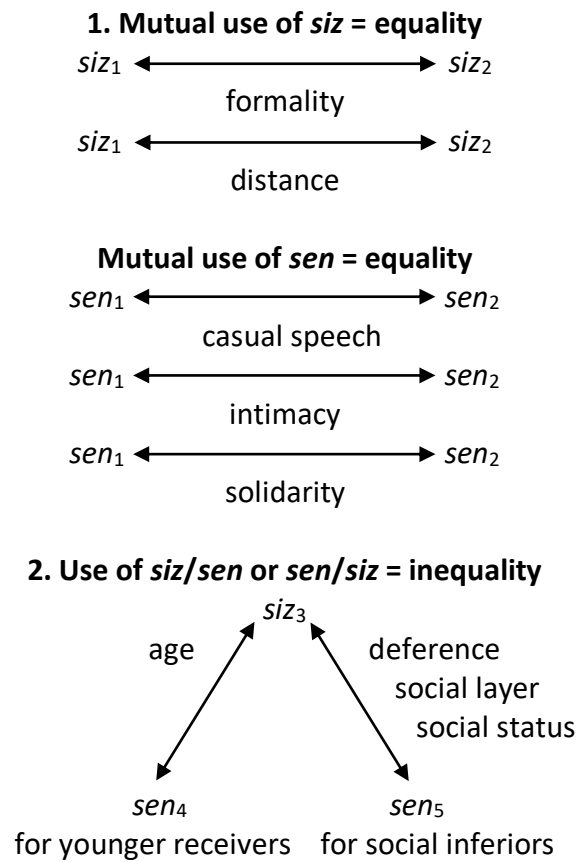 1. Mutual use of siz = equality
siz₁ siz₂
formality
siz₁ siz₂
distance
Mutual use of sen = equality
sen₁ sen₂
casual speech
sen₁ sen₂
intimacy
sen₁ sen₂
solidarity
2. Use of siz/sen or sen/siz = inequality
siz₃
age deference
social layer
social status
sen₄ sen₅
for younger receivers for social inferiors